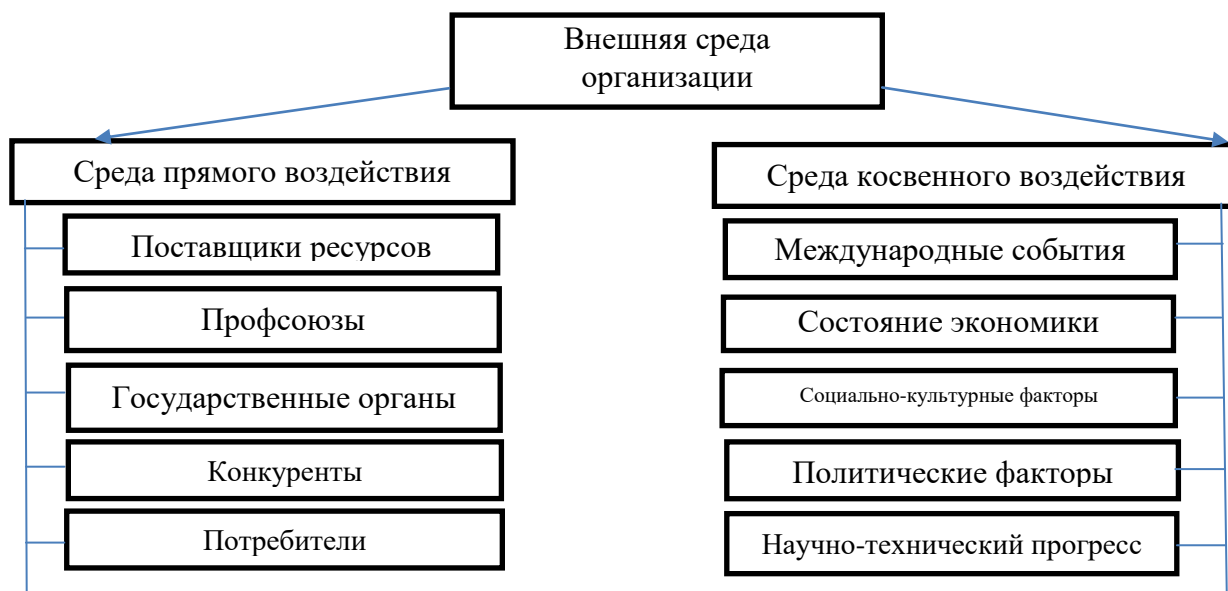 Внешняя среда
организации
Среда прямого воздействия
Поставщики ресурсов
Профсоюзы
Государственные органы
Конкуренты
Потребители
Среда косвенного воздействия
Международные события
Состояние экономики
Социально-культурные факторы
Политические факторы
Научно-технический прогресс